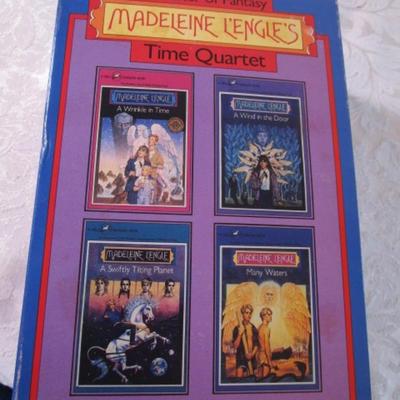 of Fantasy
MADELEINE L'ENGLE'S
Time Quartet
MADELEINE L'ENGLE
A Wrinkle in Time
MADELEINE L'ENGLE
A Wind in the Door
MADELEINE L'ENGLE
A Swiftly Tilting Planet
MADELEINE L'ENGLE
Many Waters